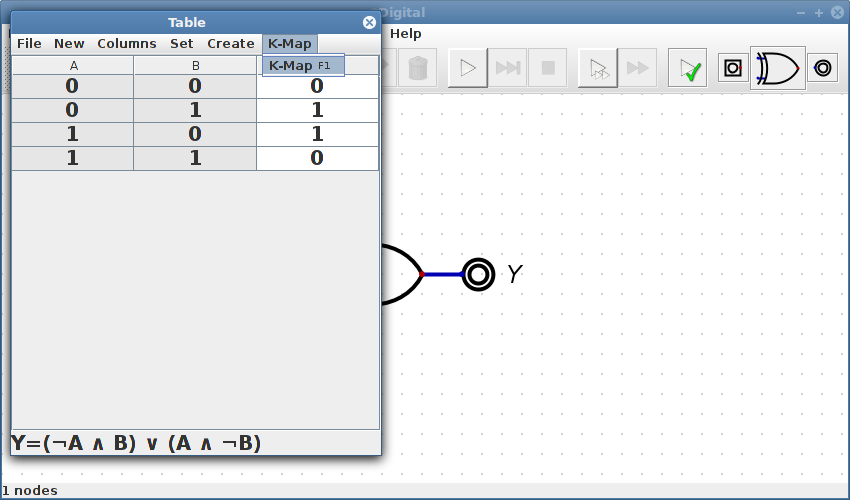 Digital
Table
File New Columns Set Create K-Map
Help
K-Map F1
A B
0 0 0
0 1 1
1 0 1
1 1 0
Y
Y=(¬A ∧ B) ∨ (A ∧ ¬B)
1 nodes